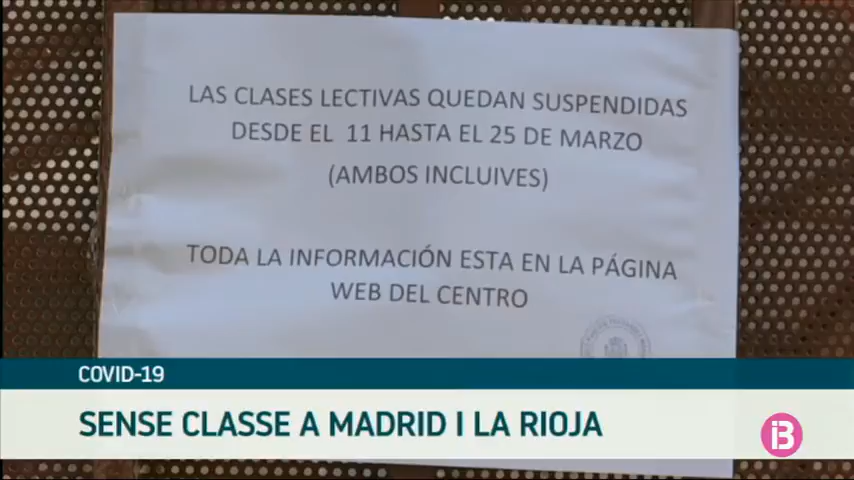 LAS CLASES LECTIVAS QUEDAN SUSPENDIDAS
DESDE EL 11 HASTA EL 25 DE MARZO
(AMBOS INCLUIVES)
TODA LA INFORMACIÓN ESTA EN LA PÁGINA
WEB DEL CENTRO
COVID-19
SENSE CLASSE A MADRID I LA RIOJA